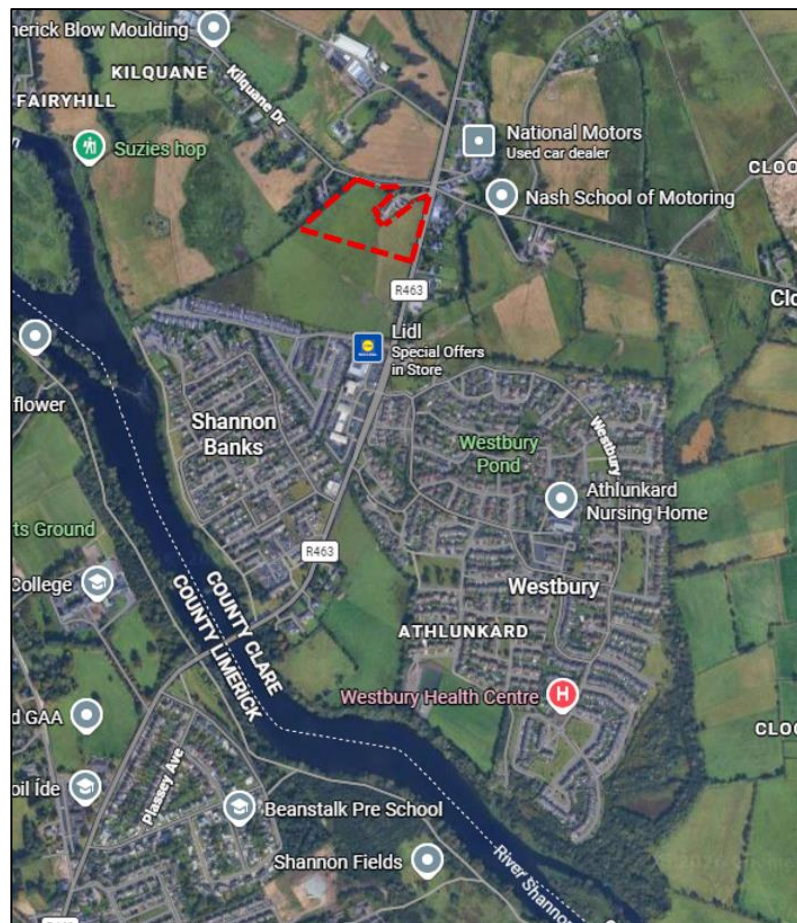 nerick Blow Moulding
KILQUANE
Kilquane Dr
FAIRYHILL
Suzies hop
National Motors
Used car dealer
CLOO
Nash School of Motoring
R463
Clo
Lidl
Special Offers
in Store
flower
Shannon
Banks
Westbury
Pond
Westbury
Athlunkard
Nursing Home
rts Ground
R463
College
COUNTY CLARE
COUNTY LIMERICK
Westbury
ATHLUNKARD
Westbury Health Centre
d GAA
CLOO
oil Íde
Plassey Ave
Beanstalk Pre School
Shannon Fields
River Shannon